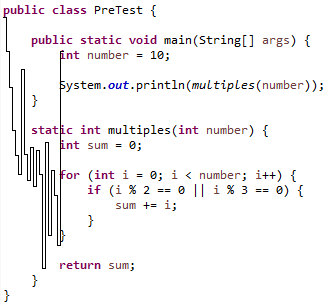 public class PreTest {
public static void main(String[] args) {
int number = 10;
System.out.println(multiples(number));
}
static int multiples(int number) {
int sum = 0;
for (int i = 0; i < number; i++) {
if (i % 2 == 0 || i % 3 == 0) {
sum += i;
}
}
return sum;
}
}